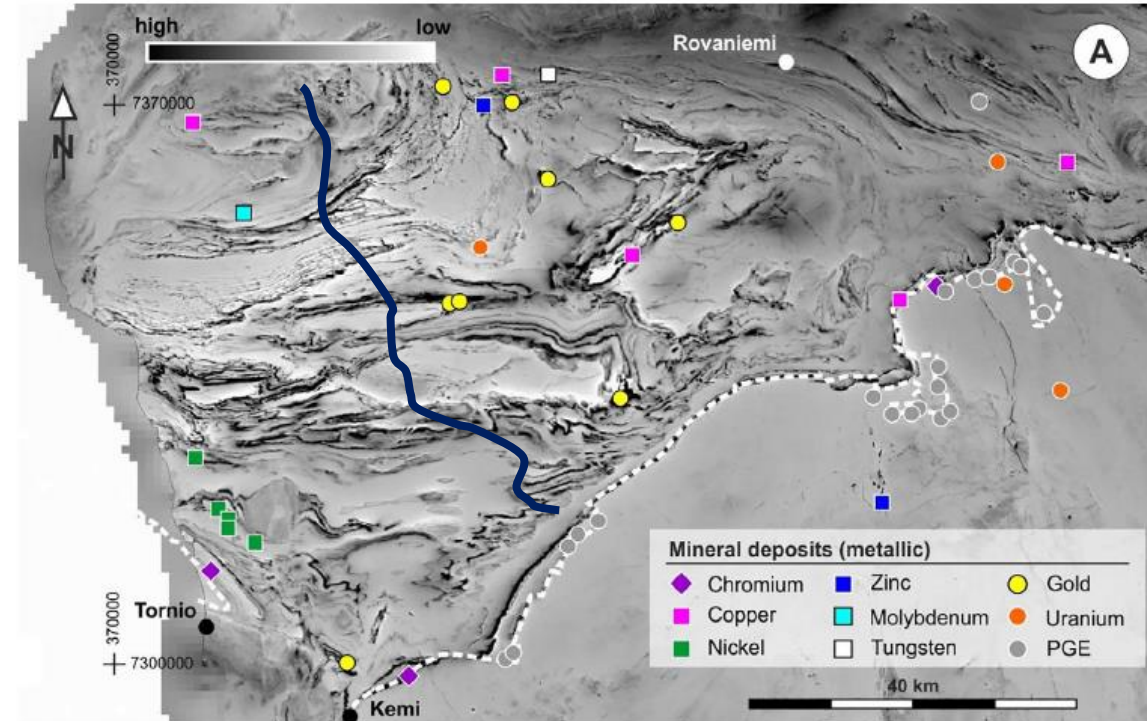 high low
Rovaniemi
A
370000
7370000
N
Mineral deposits (metallic)
Chromium Zinc Gold
Copper Molybdenum Uranium
Nickel Tungsten PGE
Tornio
370000
7300000
Kemi
40 km